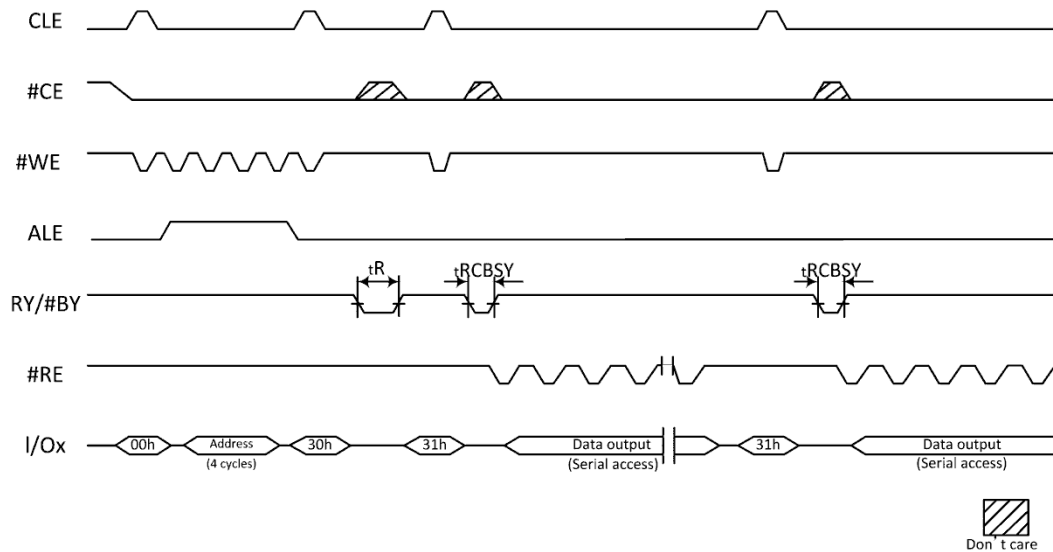 CLE
#CE
#WE
ALE
tR tRCBSY tRCBSY
RY/#BY
#RE
I/Ox 00h Address 30h 31h Data output 31h Data output
(4 cycles) (Serial access) (Serial access)
Don't care